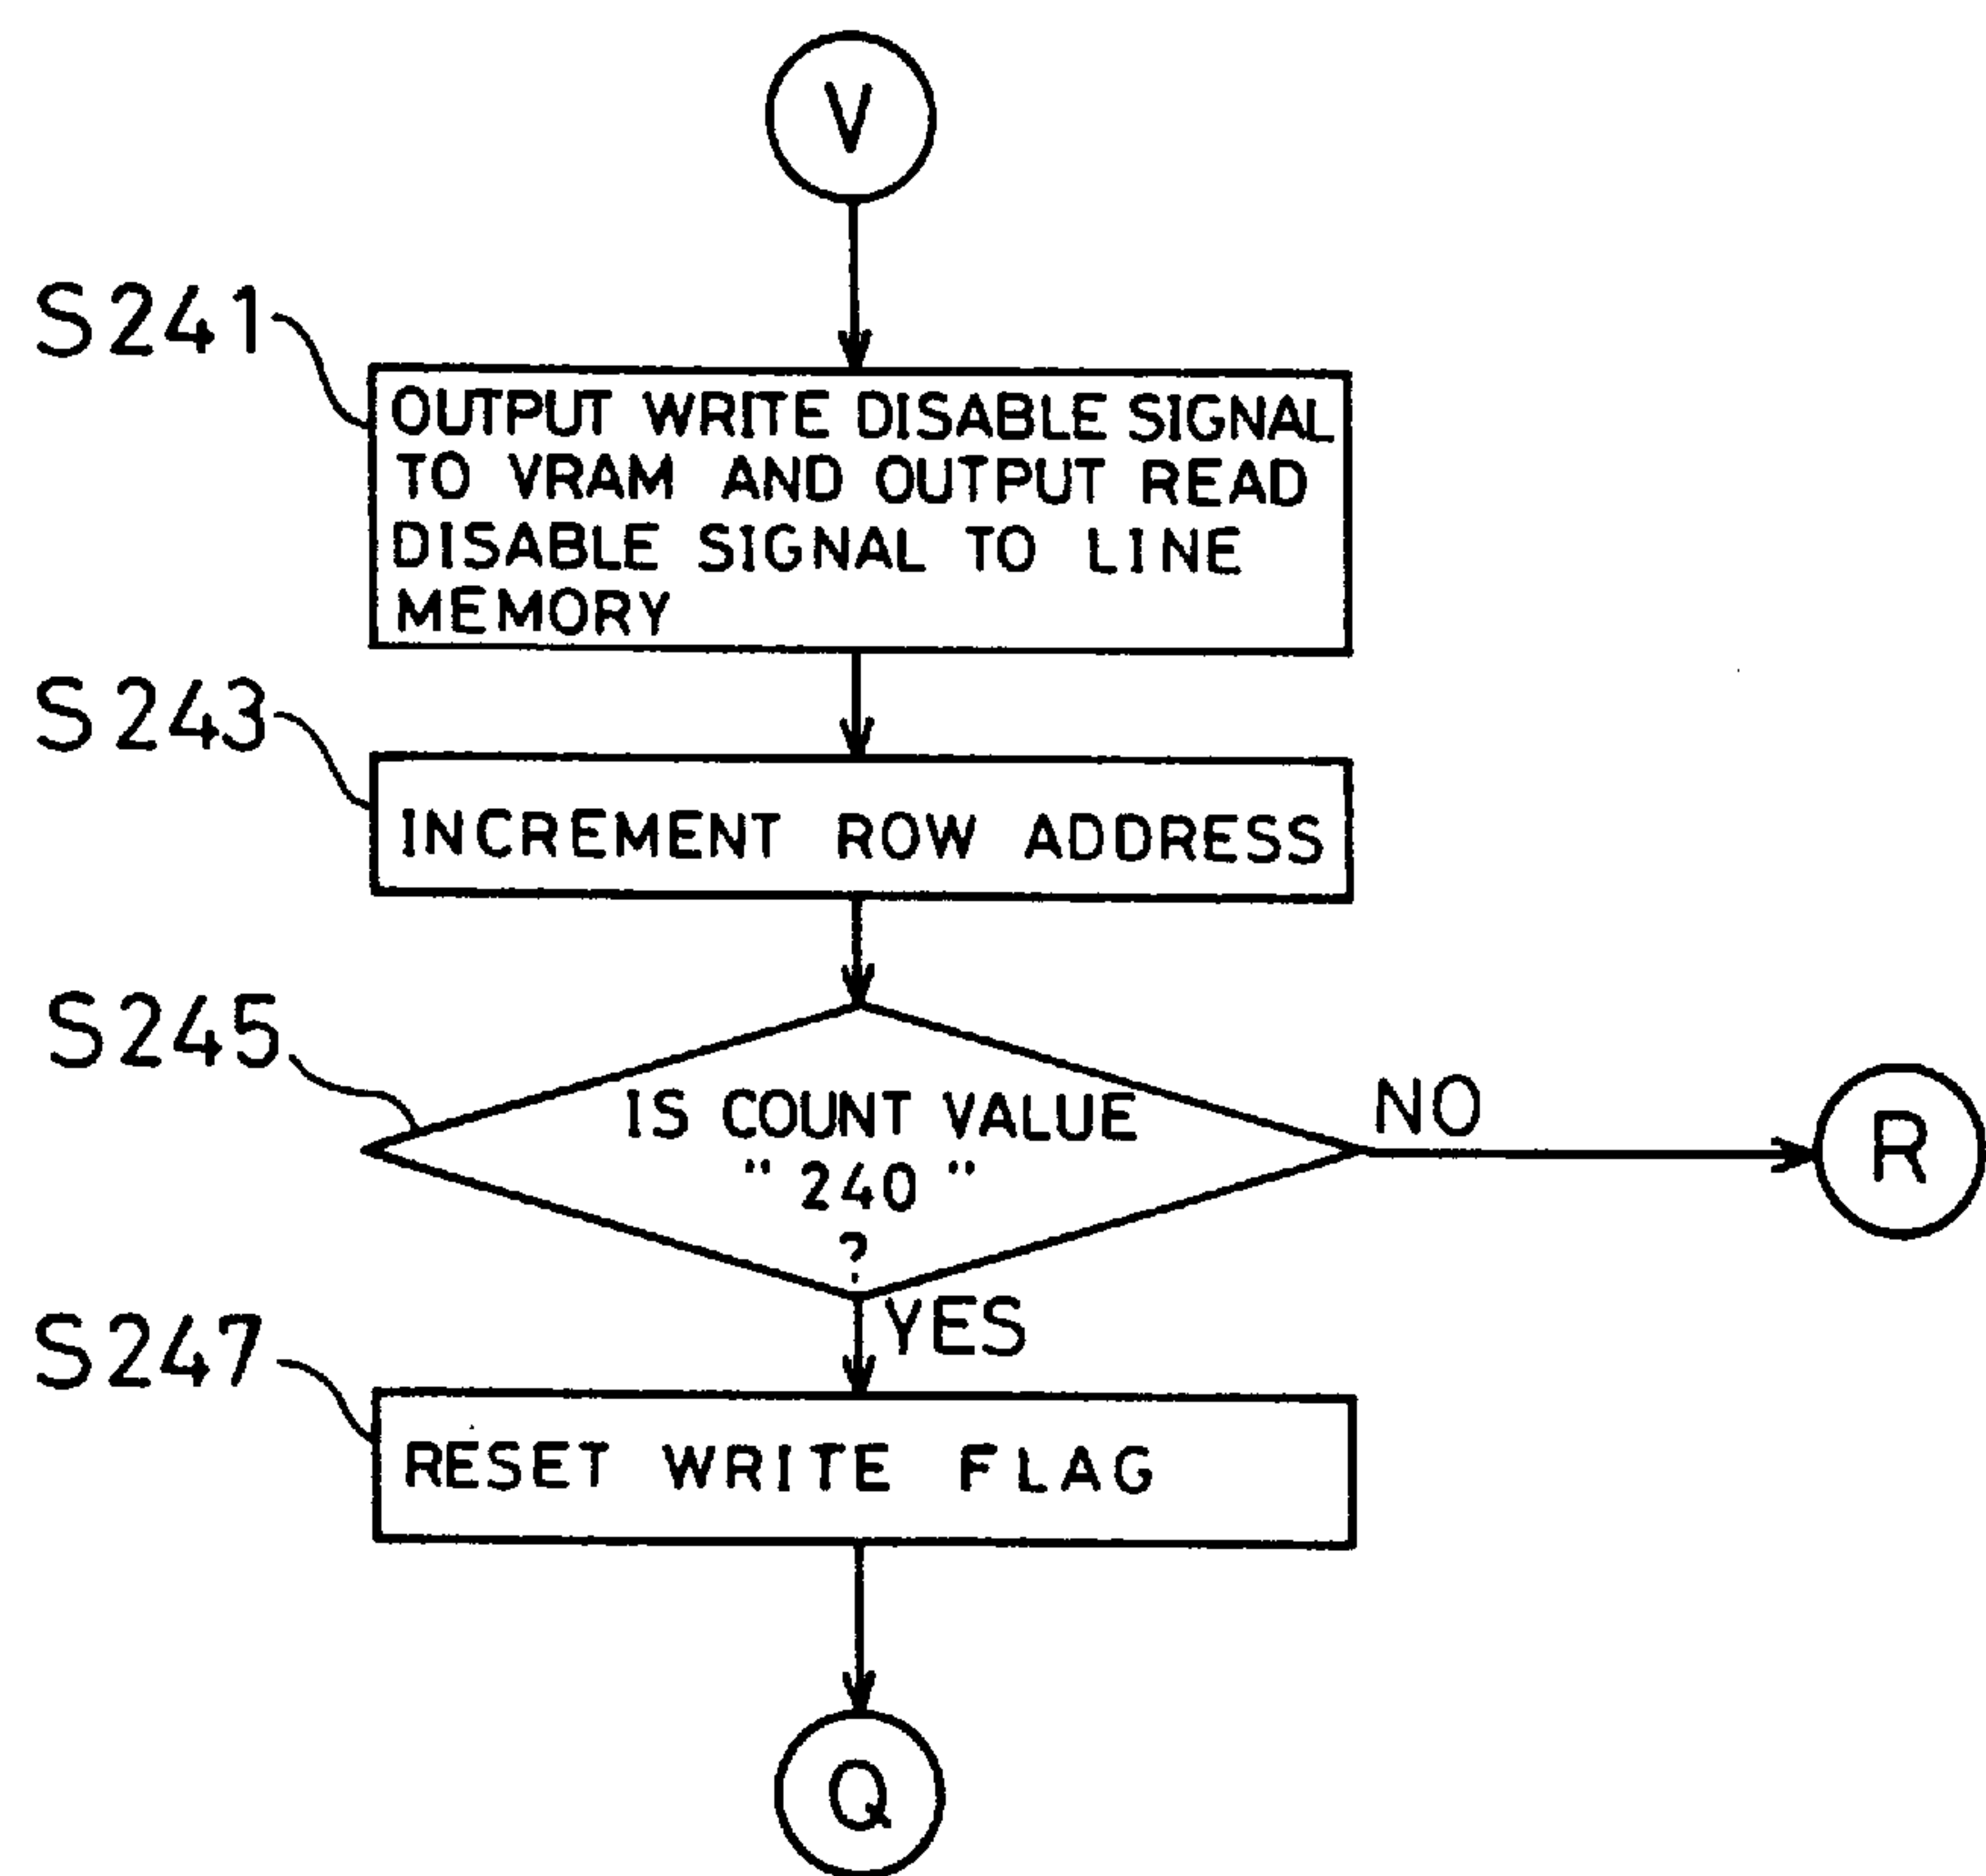 V
S241
OUTPUT WRITE DISABLE SIGNAL
TO VRAM AND OUTPUT READ
DISABLE SIGNAL TO LINE
MEMORY
S243
INCREMENT ROW ADDRESS
S245
IS COUNT VALUE
"240"
?
NO
R
YES
S247
RESET WRITE FLAG
Q